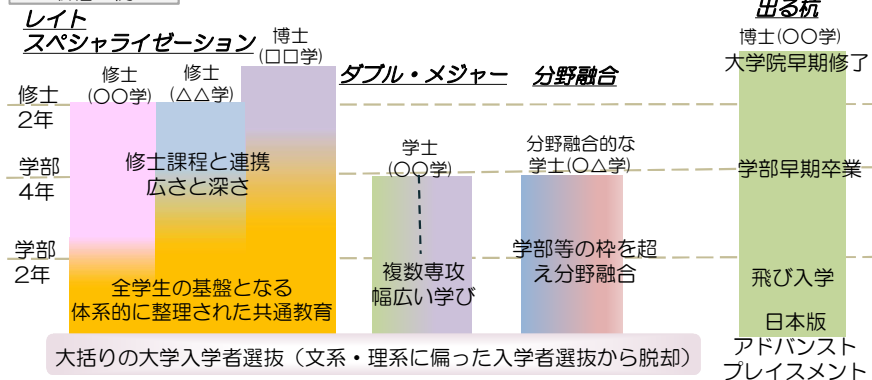 レイト
スペシャライゼーション
修士
(○○学)
修士
(△△学)
博士
(□□学)
修士
2年
学部
4年
学部
2年
修士課程と連携
広さと深さ
全学生の基盤となる
体系的に整理された共通教育
ダブル・メジャー
学士
(○○学)
複数専攻
幅広い学び
分野融合
分野融合的な
学士(○△学)
学部等の枠を超
え分野融合
出る杭
博士(○○学)
大学院早期修了
学部早期卒業
飛び入学
日本版
アドバンスト
プレイスメント
大括りの大学入学者選抜（文系・理系に偏った入学者選抜から脱却）